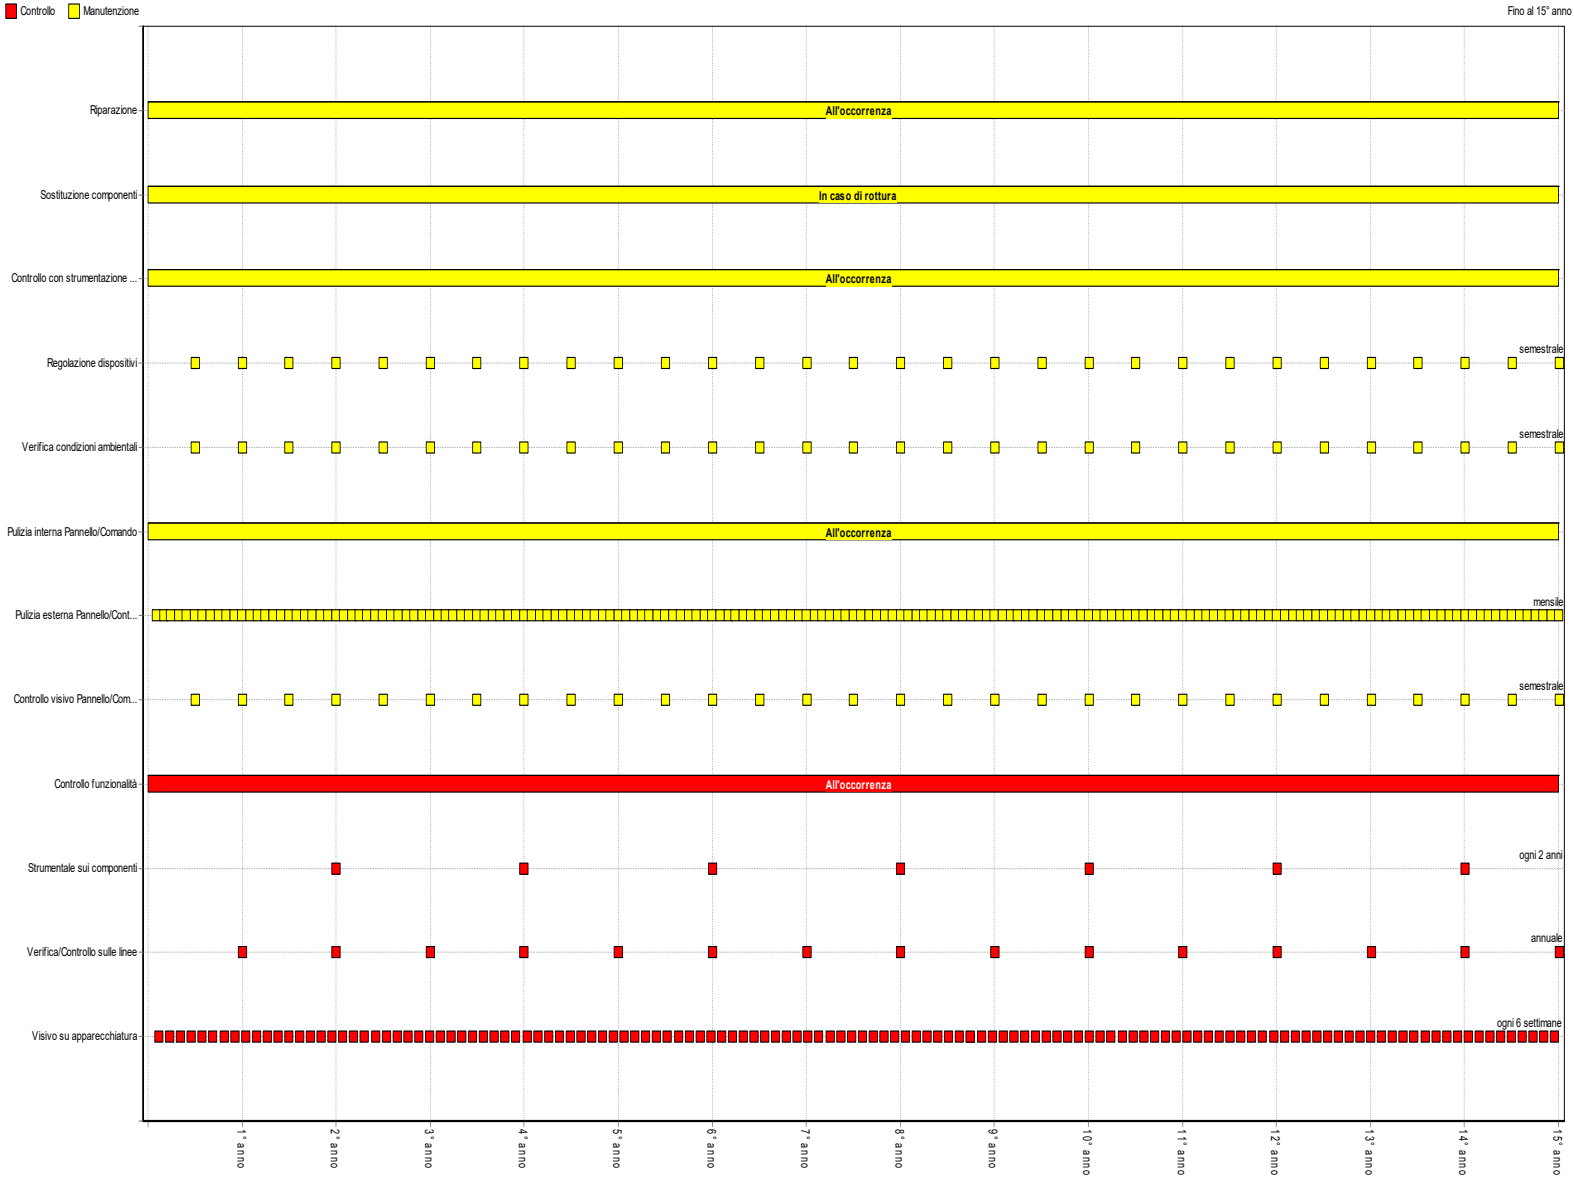 Controllo Manutenzione Fino al 15° anno
Riparazione All'occorrenza
Sostituzione componenti In caso di rottura
Controllo con strumentazione ... All'occorrenza
semestrale
Regolazione dispositivi
semestrale
Verifica condizioni ambientali
Pulizia interna Pannello/Comando All'occorrenza
mensile
Pulizia esterna Pannello/Cont...
semestrale
Controllo visivo Pannello/Com...
Controllo funzionalità All'occorrenza
ogni 2 anni
Strumentale sui componenti
annuale
Verifica/Controllo sulle linee
ogni 6 settimane
Visivo su apparecchiatura
1° anno
2° anno
3° anno
4° anno
5° anno
6° anno
7° anno
8° anno
9° anno
10° anno
11° anno
12° anno
13° anno
14° anno
15° anno